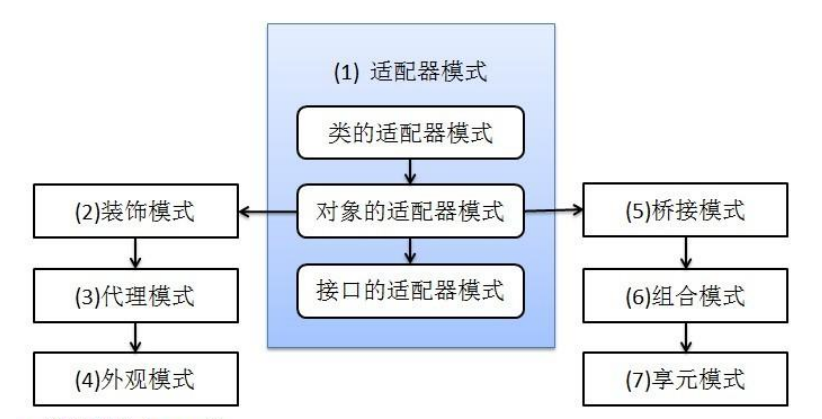 (1) 适配器模式
类的适配器模式
(2)装饰模式
对象的适配器模式
(5)桥接模式
(3)代理模式
接口的适配器模式
(6)组合模式
(4)外观模式
(7)享元模式